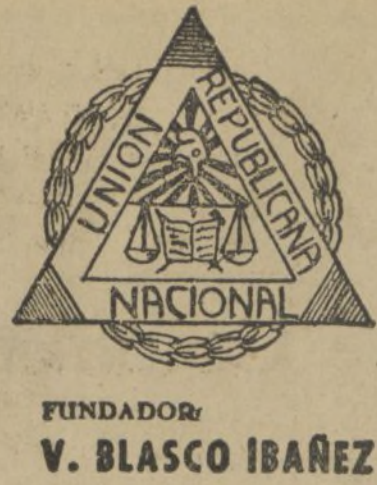 UNION
REPUBLICANA
NACIONAL
FUNDADOR:
V. BLASCO IBAÑEZ